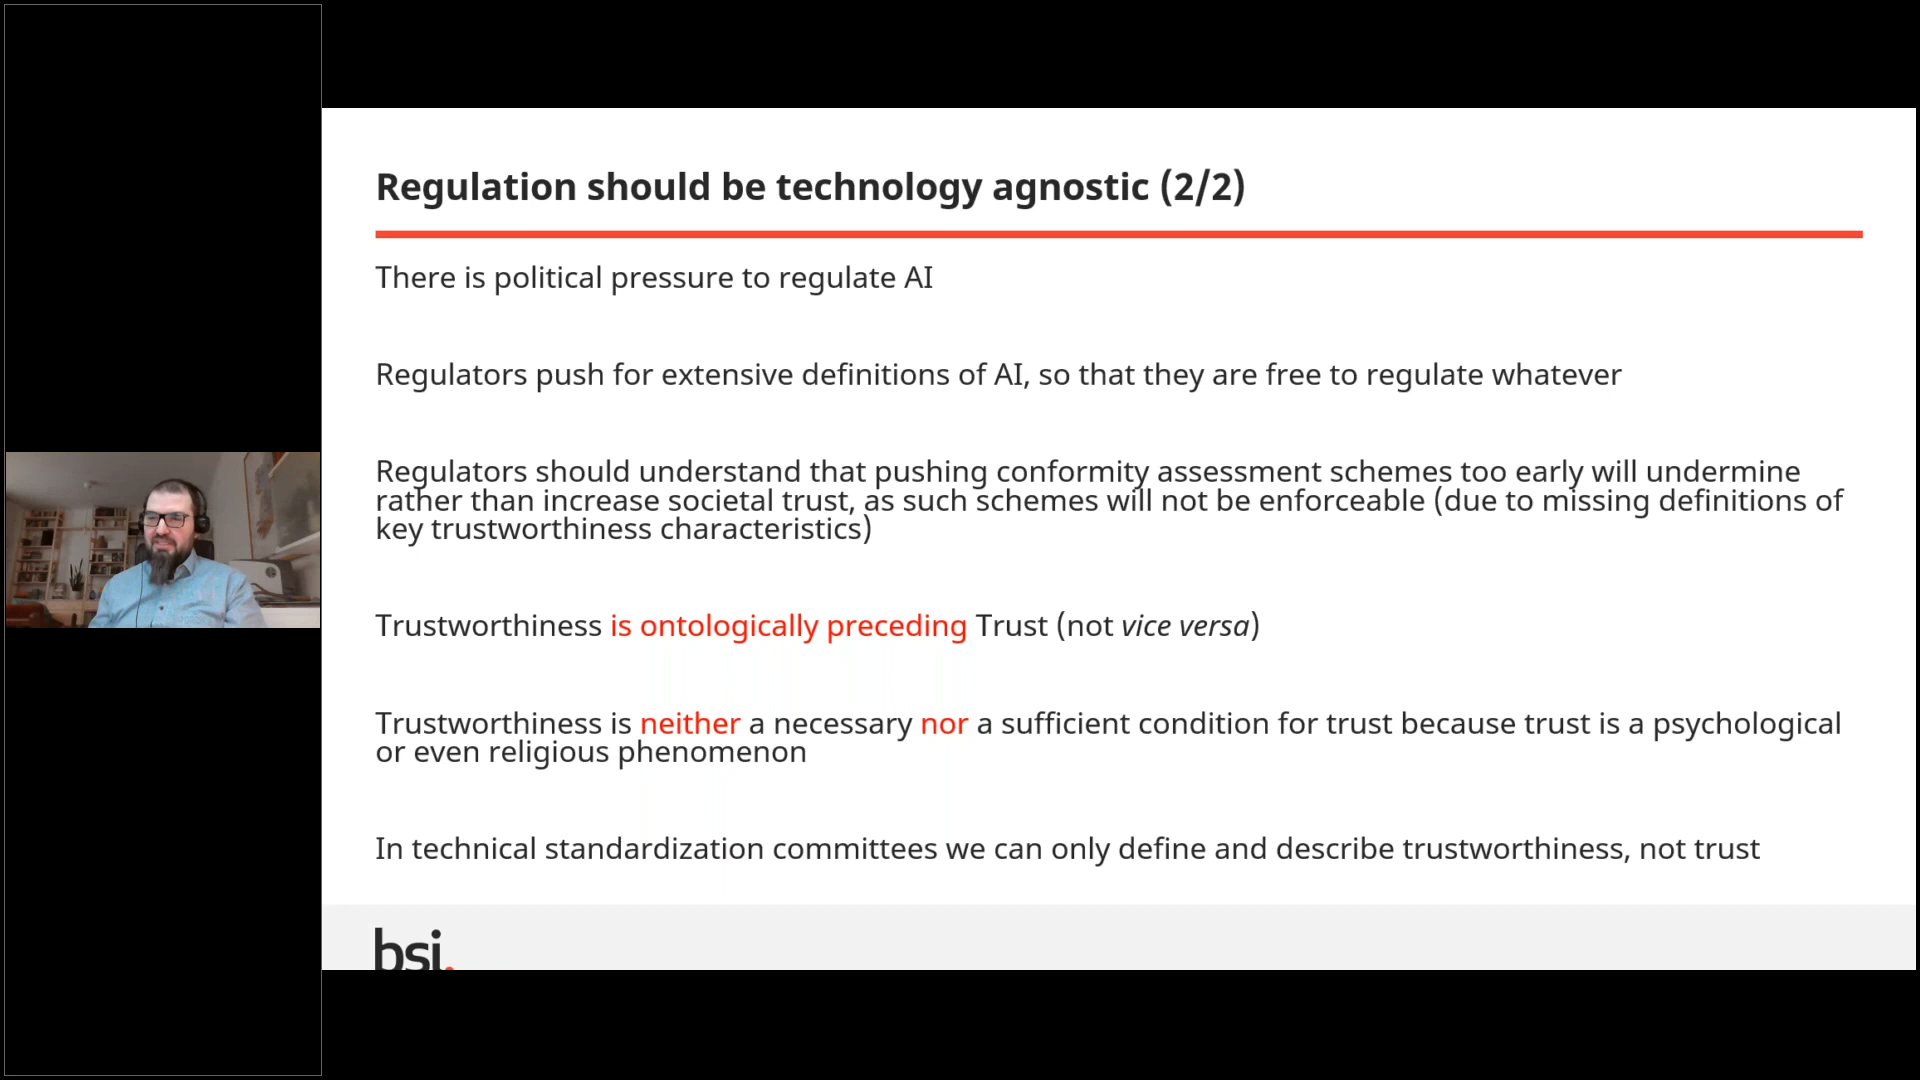 Regulation should be technology agnostic (2/2)
There is political pressure to regulate AI
Regulators push for extensive definitions of AI, so that they are free to regulate whatever
Regulators should understand that pushing conformity assessment schemes too early will undermine
rather than increase societal trust, as such schemes will not be enforceable (due to missing definitions of
key trustworthiness characteristics)
Trustworthiness is ontologically preceding Trust (not vice versa)
Trustworthiness is neither a necessary nor a sufficient condition for trust because trust is a psychological
or even religious phenomenon
In technical standardization committees we can only define and describe trustworthiness, not trust
bsi.